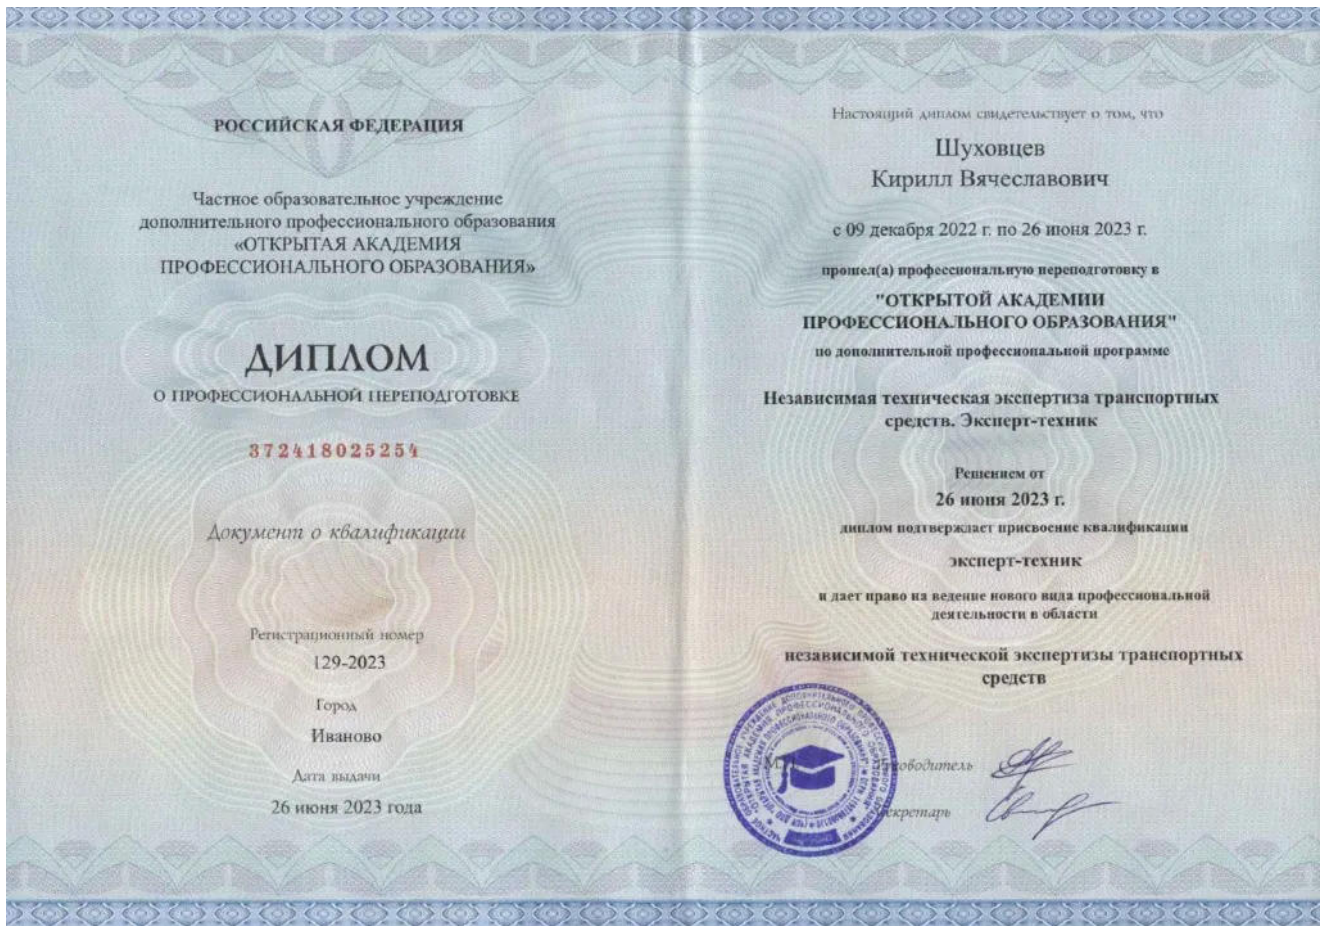 РОССИЙСКАЯ ФЕДЕРАЦИЯ
Частное образовательное учреждение
дополнительного профессионального образования
«ОТКРЫТАЯ АКАДЕМИЯ
ПРОФЕССИОНАЛЬНОГО ОБРАЗОВАНИЯ»
ДИПЛОМ
О ПРОФЕССИОНАЛЬНОЙ ПЕРЕПОДГОТОВКЕ
372418025254
Документ о квалификации
Регистрационный номер
129-2023
Город
Иваново
Дата выдачи
26 июня 2023 года
Настоящий диплом свидетельствует о том, что
Шуховцев
Кирилл Вячеславович
с 09 декабря 2022 г. по 26 июня 2023 г.
прошел(а) профессиональную переподготовку в
"ОТКРЫТОЙ АКАДЕМИИ
ПРОФЕССИОНАЛЬНОГО ОБРАЗОВАНИЯ"
по дополнительной профессиональной программе
Независимая техническая экспертиза транспортных
средств. Эксперт-техник
Решением от
26 июня 2023 г.
диплом подтверждает присвоение квалификации
эксперт-техник
и дает право на ведение нового вида профессиональной
деятельности в области
независимой технической экспертизы транспортных
средств
Руководитель
Секретарь